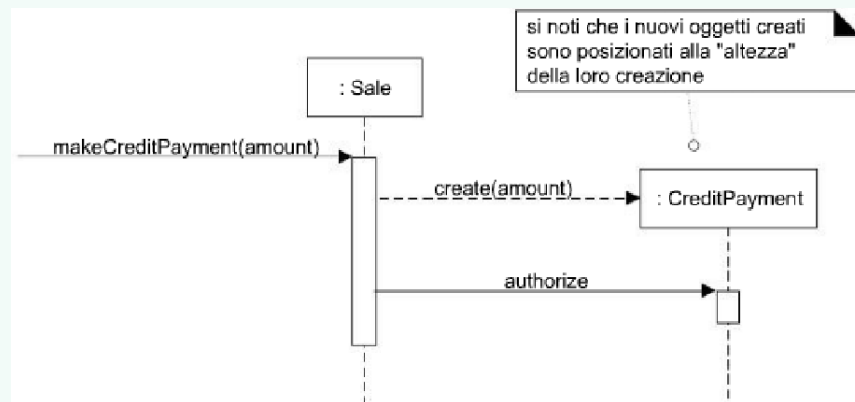 si noti che i nuovi oggetti creati
sono posizionati alla "altezza"
della loro creazione
: Sale
makeCreditPayment(amount)
create(amount)
: CreditPayment
authorize